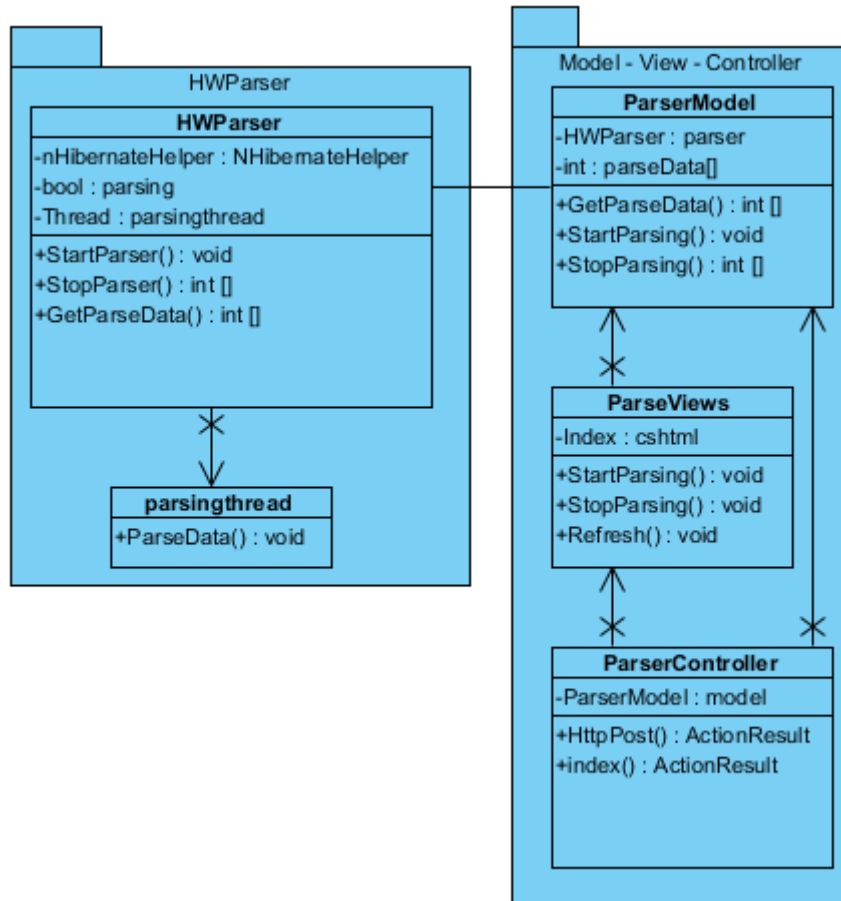 HWParser
HWParser
-nHibernateHelper : NHibernateHelper
-bool : parsing
-Thread : parsingthread
+StartParser() : void
+StopParser() : int []
+GetParseData() : int []
parsingthread
+ParseData() : void
Model - View - Controller
ParserModel
-HWParser : parser
-int : parseData[]
+GetParseData() : int []
+StartParsing() : void
+StopParsing() : int []
ParseViews
-Index : cshtml
+StartParsing() : void
+StopParsing() : void
+Refresh() : void
ParserController
-ParserModel : model
+HttpPost() : ActionResult
+index() : ActionResult